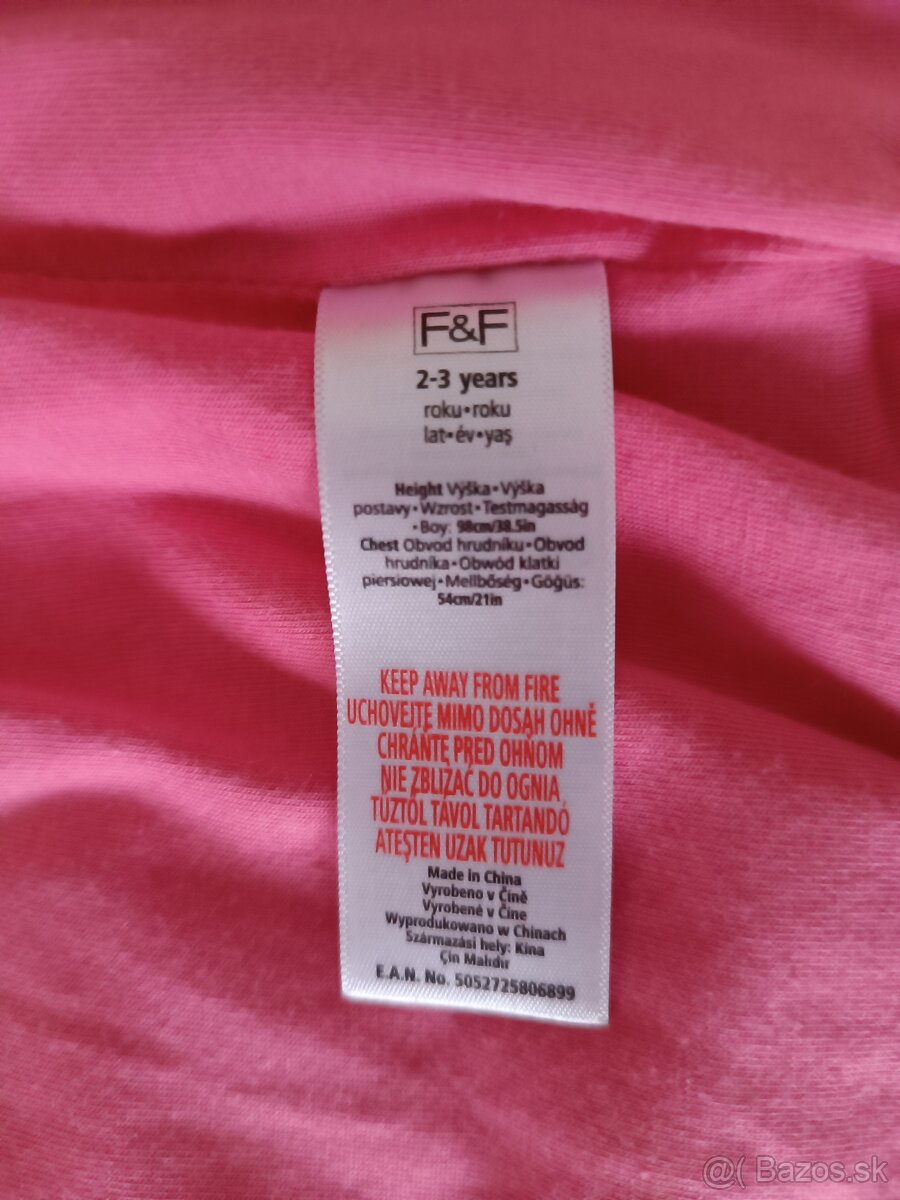 F&F
2-3 years
roku•roku
lat•év•yaş
Height Výška•Výška
postavy•Wzrost•Testmagasság
•Boy: 98cm/38.5in
Chest Obvod hrudníku•Obvod
hrudníka•Obwód klatki
piersiowej•Mellbőség•Göğüs:
54cm/21in
KEEP AWAY FROM FIRE
UCHOVEJTE MIMO DOSAH OHNĚ
CHRÁŇTE PRED OHŇOM
NIE ZBLIŻAĆ DO OGNIA
TŰZTŐL TÁVOL TARTANDÓ
ATEŞTEN UZAK TUTUNUZ
Made in China
Vyrobeno v Číně
Vyrobené v Číne
Wyprodukowano w Chinach
Származási hely: Kína
Çin Malıdır
E.A.N. No. 5052725806899
@( Bazos.sk